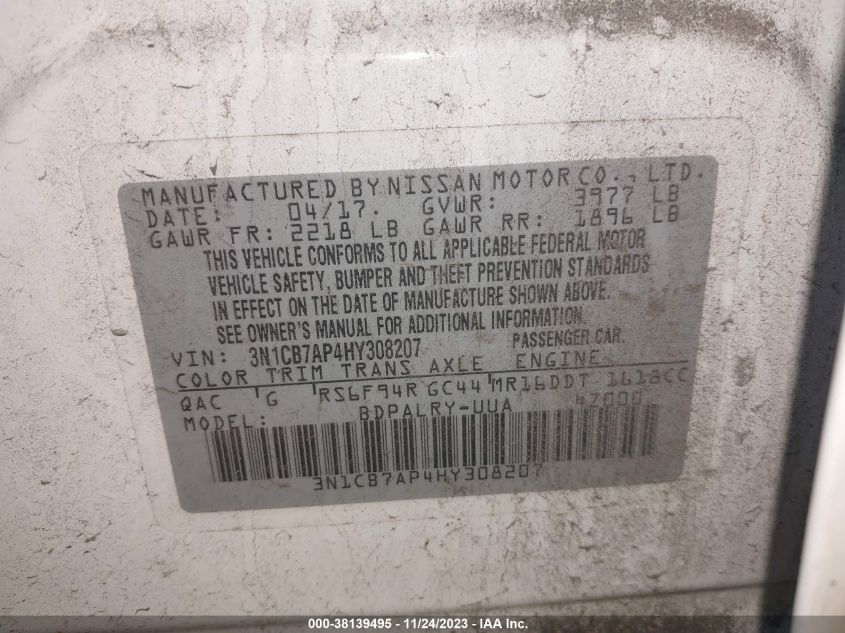 MANUFACTURED BY NISSAN MOTOR CO., LTD.
DATE: 04/17. GVWR: 3977 LB
GAWR FR: 2218 LB GAWR RR: 1896 LB
THIS VEHICLE CONFORMS TO ALL APPLICABLE FEDERAL MOTOR
VEHICLE SAFETY, BUMPER AND THEFT PREVENTION STANDARDS
IN EFFECT ON THE DATE OF MANUFACTURE SHOWN ABOVE.
SEE OWNER'S MANUAL FOR ADDITIONAL INFORMATION.
VIN: 3N1CB7AP4HY308207 PASSENGER CAR.
COLOR TRIM TRANS AXLE ENGINE
QAC G RS6F94R GC44 MR16DDT 1618CC
MODEL: BDPALRY-UUA 47000
3N1CB7AP4HY308207
000-38139495 - 11/24/2023 - IAA Inc.